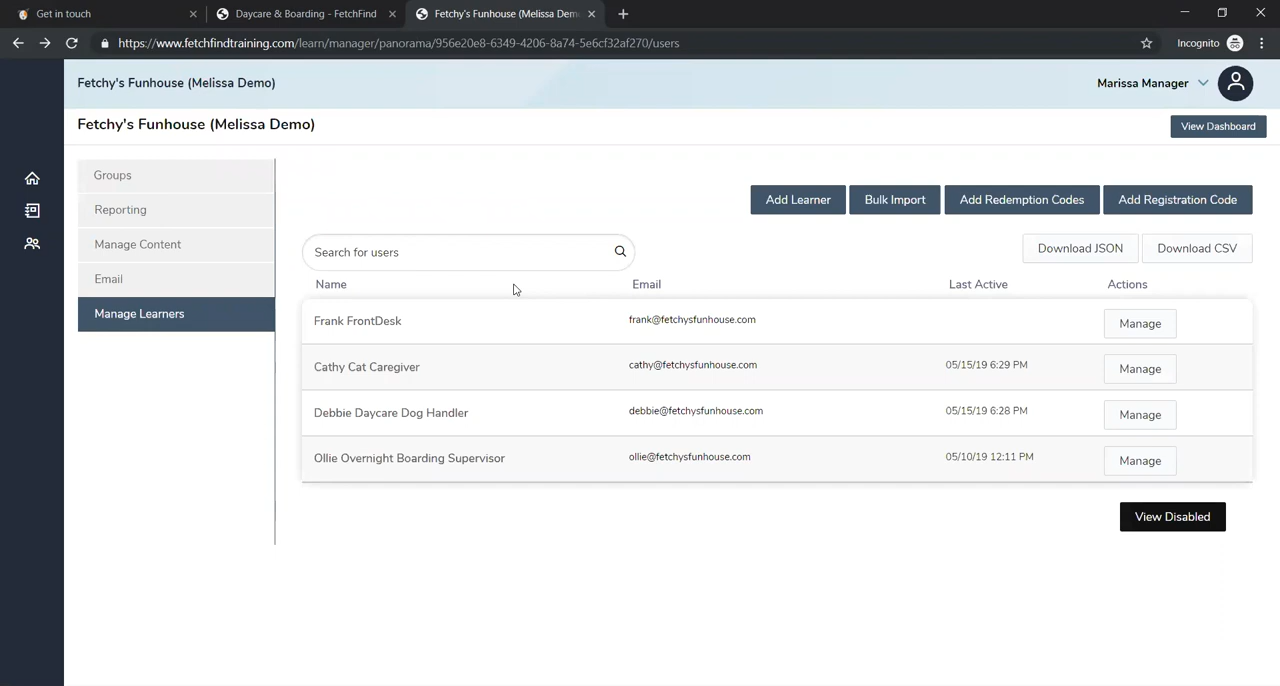 Get in touch
Daycare & Boarding - FetchFind
Fetchy's Funhouse (Melissa Dem
https://www.fetchfindtraining.com/learn/manager/panorama/956e20e8-6349-4206-8a74-5e6cf32af270/users
Incognito
Fetchy's Funhouse (Melissa Demo)
Marissa Manager
Fetchy's Funhouse (Melissa Demo)
View Dashboard
Groups
Reporting
Manage Content
Email
Manage Learners
Add Learner
Bulk Import
Add Redemption Codes
Add Registration Code
Search for users
Download JSON
Download CSV
Name Email Last Active Actions
Frank FrontDesk frank@fetchysfunhouse.com Manage
Cathy Cat Caregiver cathy@fetchysfunhouse.com 05/15/19 6:29 PM Manage
Debbie Daycare Dog Handler debbie@fetchysfunhouse.com 05/15/19 6:28 PM Manage
Ollie Overnight Boarding Supervisor ollie@fetchysfunhouse.com 05/10/19 12:11 PM Manage
View Disabled